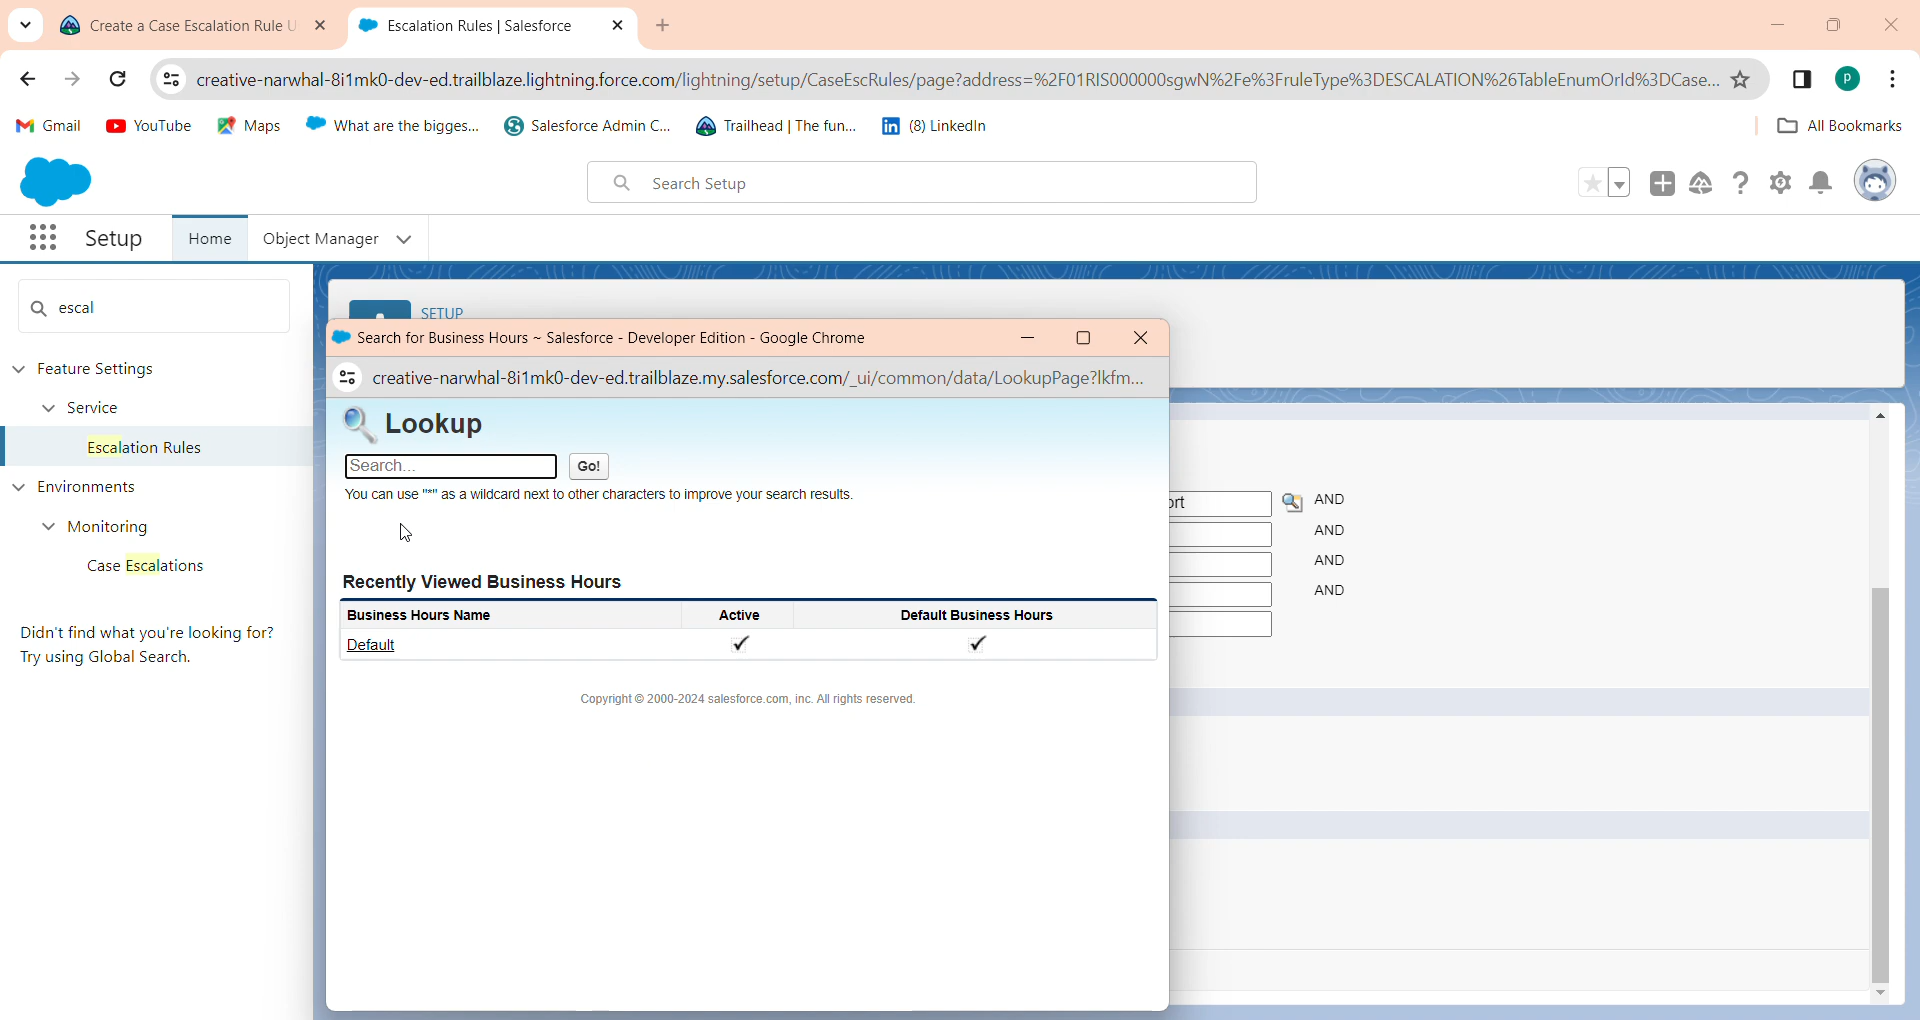 Create a Case Escalation Rule U
Escalation Rules | Salesforce
creative-narwhal-8i1mk0-dev-ed.trailblaze.lightning.force.com/lightning/setup/CaseEscRules/page?address=%2F01RIS000000sgwN%2Fe%3FruleType%3DESCALATION%26TableEnumOrId%3DCase...
P
Gmail
YouTube
Maps
What are the bigges...
Salesforce Admin C...
Trailhead | The fun...
(8) LinkedIn
All Bookmarks
Search Setup
Setup
Home
Object Manager
escal
Feature Settings
Service
Escalation Rules
Environments
Monitoring
Case Escalations
Didn't find what you're looking for?
Try using Global Search.
SETUP
Search for Business Hours ~ Salesforce - Developer Edition - Google Chrome
creative-narwhal-8i1mk0-dev-ed.trailblaze.my.salesforce.com/_ui/common/data/LookupPage?lkfm...
Lookup
Search...
Go!
You can use "*" as a wildcard next to other characters to improve your search results.
Recently Viewed Business Hours
Business Hours Name Active Default Business Hours
Default
Copyright © 2000-2024 salesforce.com, inc. All rights reserved.
ort AND
AND
AND
AND